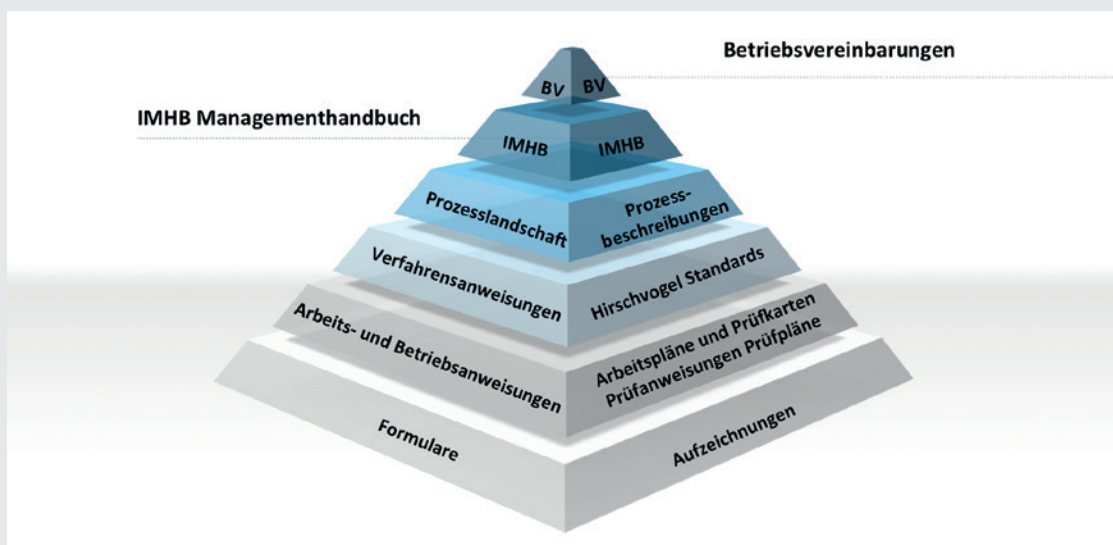 Betriebsvereinbarungen
BV BV
IMHB Managementhandbuch
IMHB IMHB
Prozesslandschaft
Prozess-
beschreibungen
Verfahrensanweisungen
Hirschvogel Standards
Arbeits- und Betriebsanweisungen
Arbeitspläne und Prüfkarten
Prüfanweisungen Prüfpläne
Formulare
Aufzeichnungen